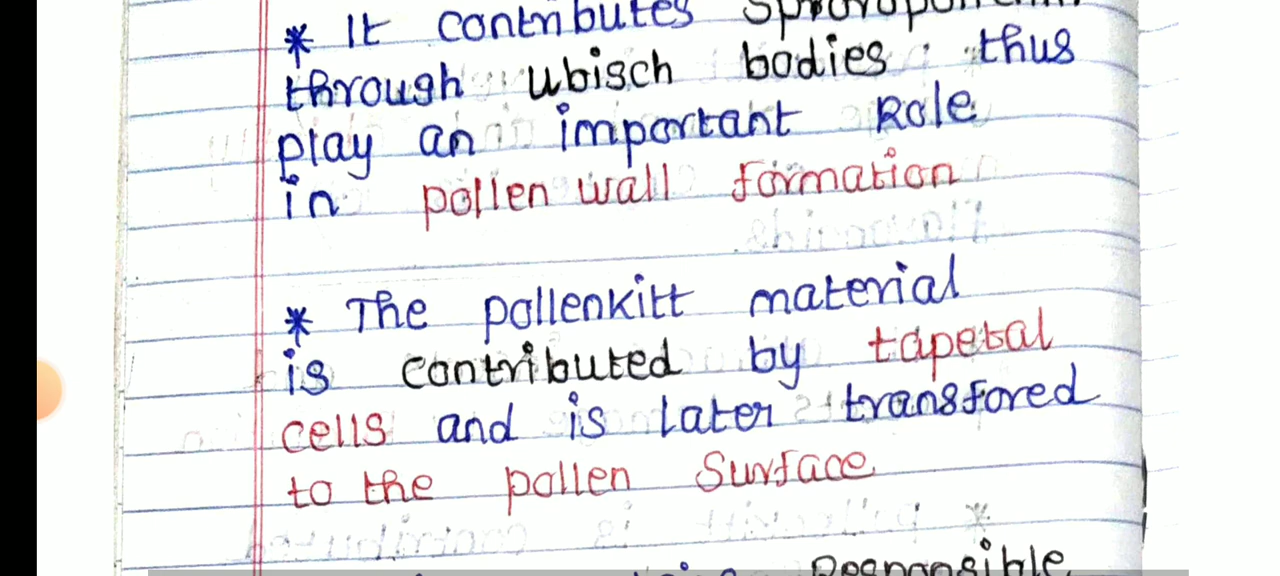 * It contributes
through ubisch bodies thus
play an important Role
in pollen wall formation
* The pollenkitt material
is contributed by tapetal
cells and is later transfored
to the pollen Surface
Responsible